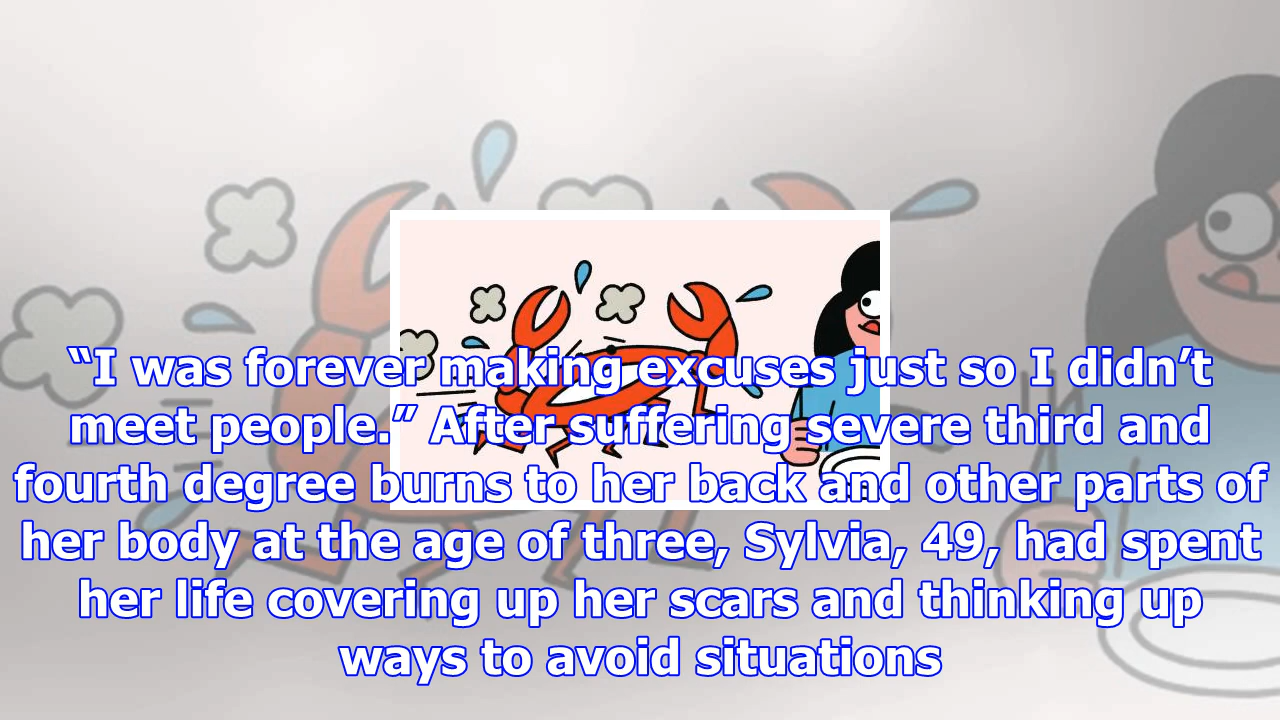 “I was forever making excuses just so I didn’t
meet people.” After suffering severe third and
fourth degree burns to her back and other parts of
her body at the age of three, Sylvia, 49, had spent
her life covering up her scars and thinking up
ways to avoid situations